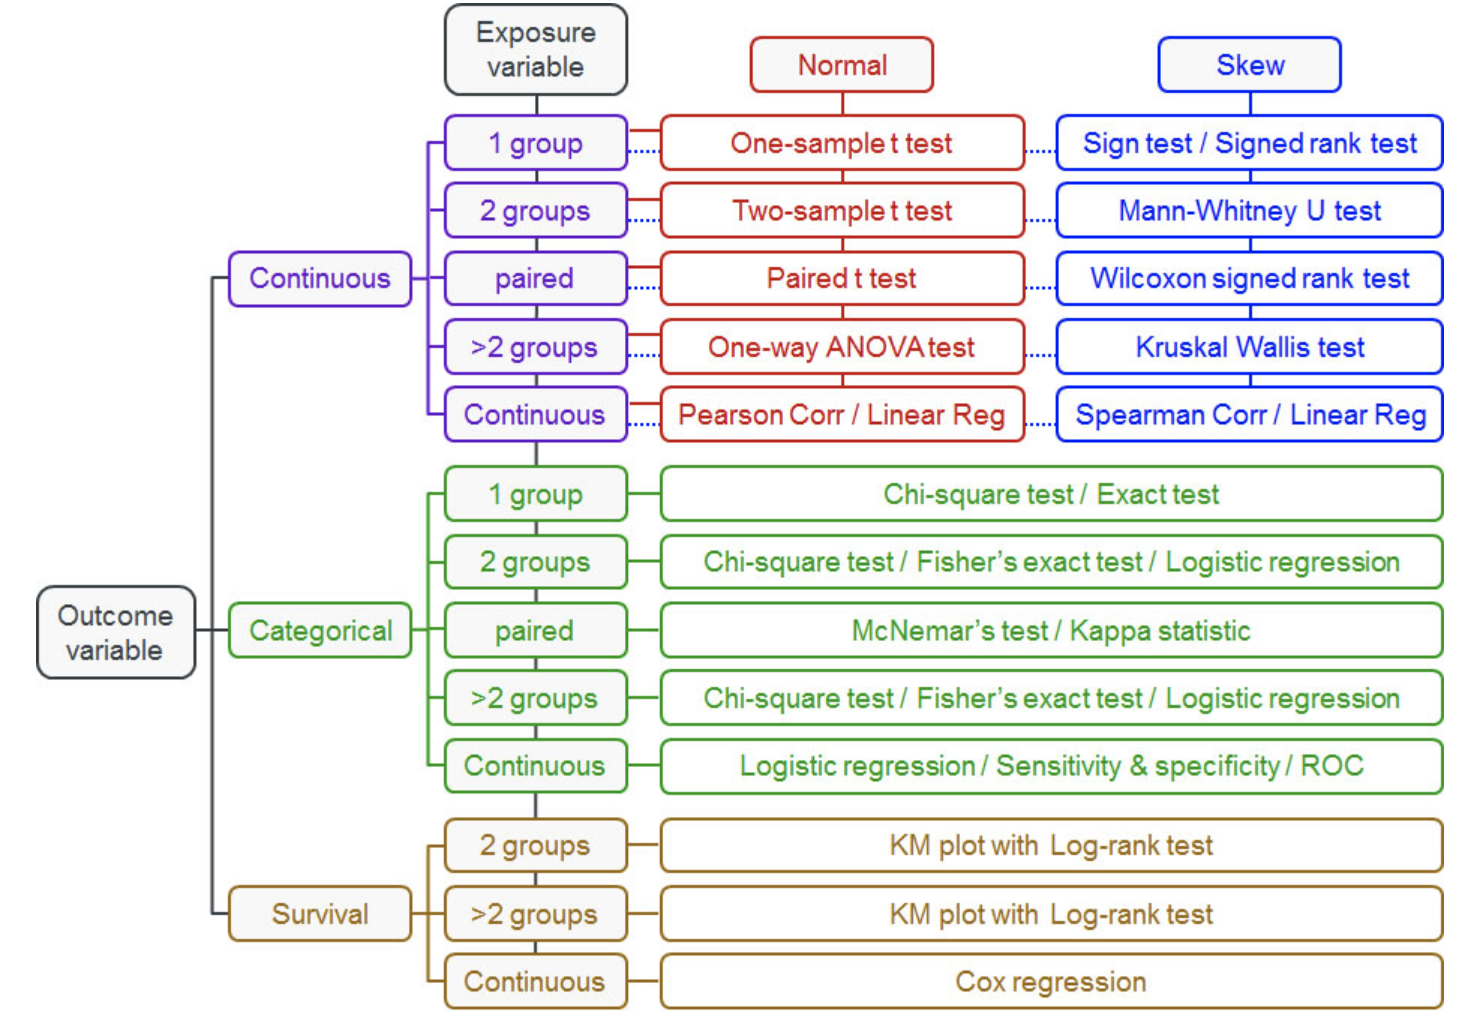 Exposure
variable
Normal
Skew
1 group
One-sample t test
Sign test / Signed rank test
2 groups
Two-sample t test
Mann-Whitney U test
Continuous
paired
Paired t test
Wilcoxon signed rank test
>2 groups
One-way ANOVA test
Kruskal Wallis test
Continuous
Pearson Corr / Linear Reg
Spearman Corr / Linear Reg
1 group
Chi-square test / Exact test
2 groups
Chi-square test / Fisher's exact test / Logistic regression
Outcome
variable
Categorical
paired
McNemar's test / Kappa statistic
>2 groups
Chi-square test / Fisher's exact test / Logistic regression
Continuous
Logistic regression / Sensitivity & specificity / ROC
2 groups
KM plot with Log-rank test
Survival
>2 groups
KM plot with Log-rank test
Continuous
Cox regression